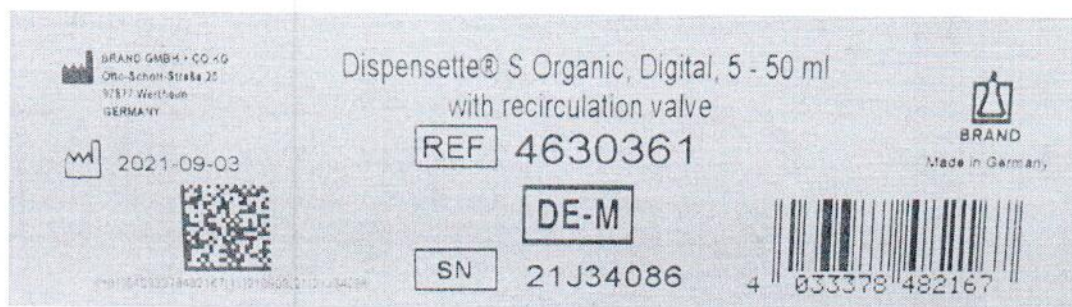 BRAND GMBH + CO KG
Otto-Schott-Straße 25
97877 Wertheim
GERMANY
2021-09-03
Dispensette® S Organic, Digital, 5 - 50 ml
with recirculation valve
REF 4630361
DE-M
SN 21J34086
BRAND
Made in Germany
4 033378 482167